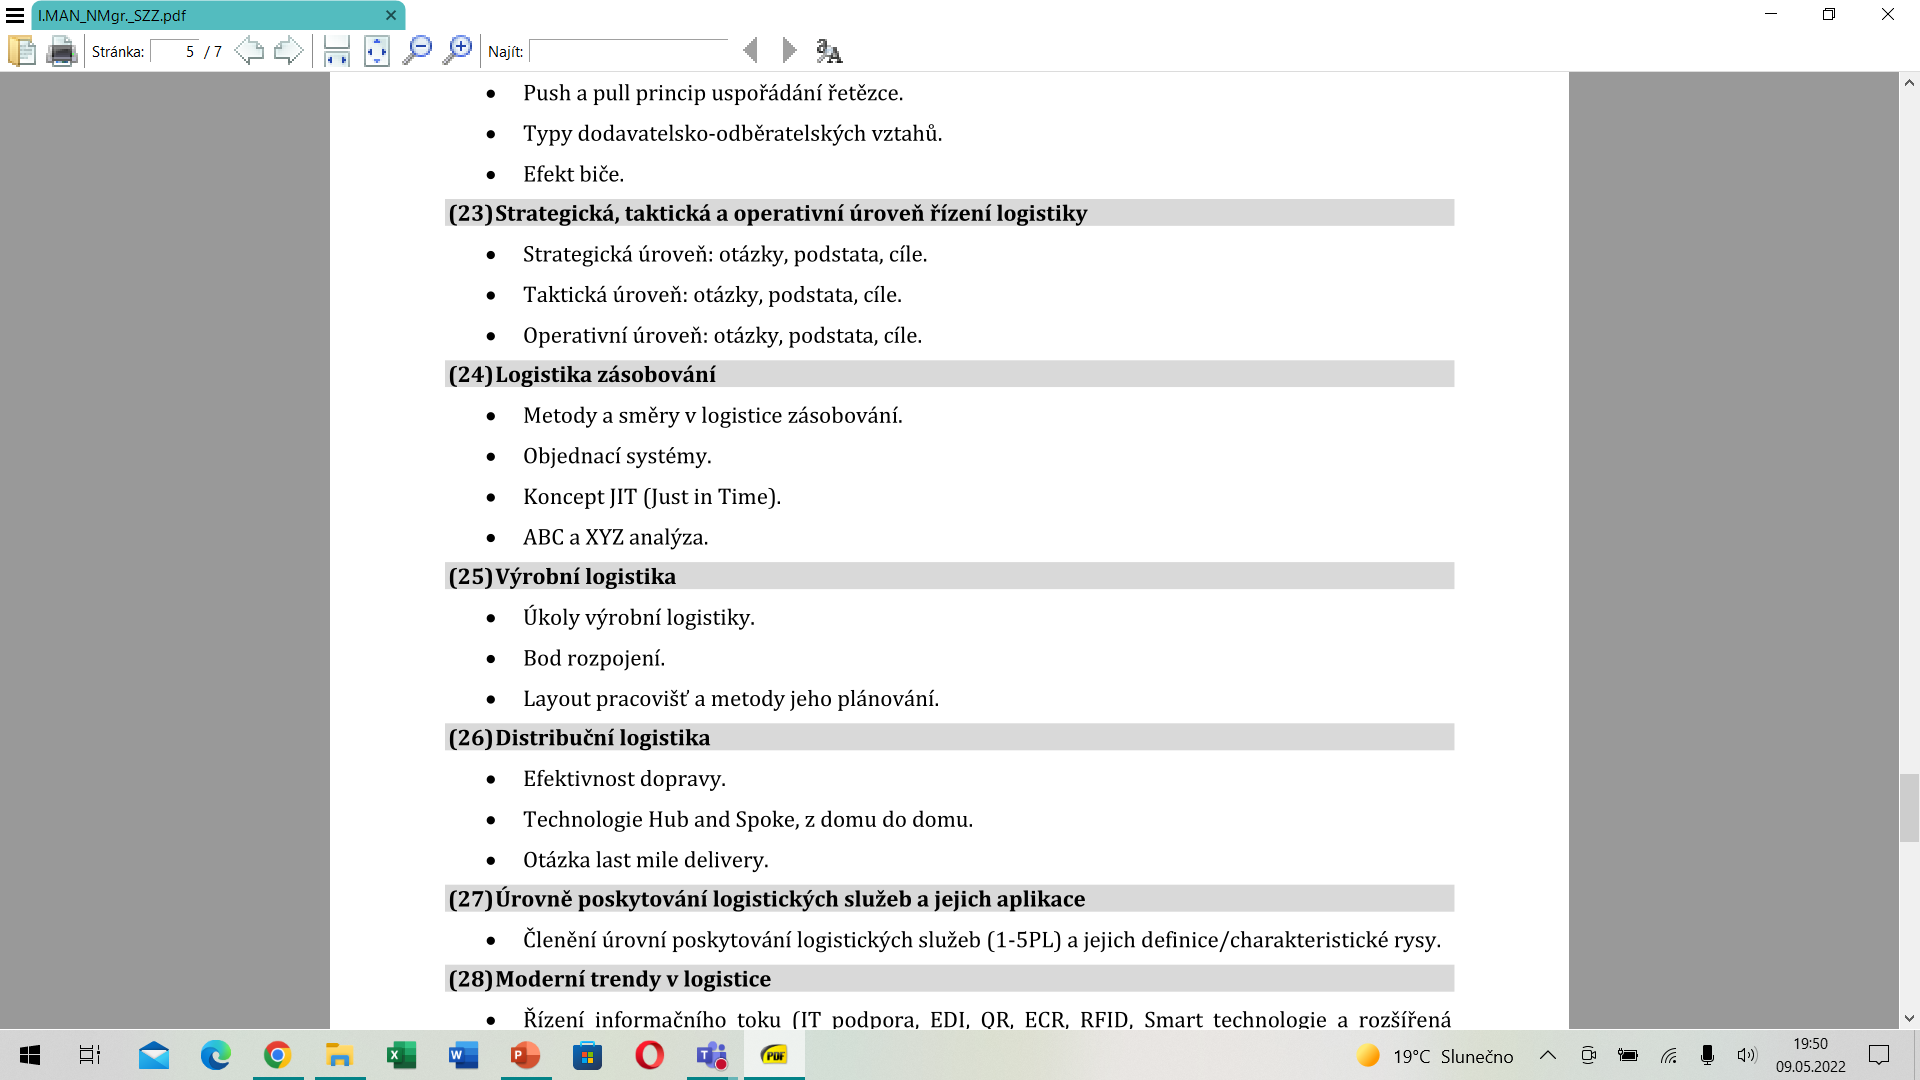 I.MAN_NMgr._SZZ.pdf
Stránka: 5 / 7 Najít:
• Push a pull princip uspořádání řetězce.
• Typy dodavatelsko-odběratelských vztahů.
• Efekt biče.
(23) Strategická, taktická a operativní úroveň řízení logistiky
• Strategická úroveň: otázky, podstata, cíle.
• Taktická úroveň: otázky, podstata, cíle.
• Operativní úroveň: otázky, podstata, cíle.
(24) Logistika zásobování
• Metody a směry v logistice zásobování.
• Objednací systémy.
• Koncept JIT (Just in Time).
• ABC a XYZ analýza.
(25) Výrobní logistika
• Úkoly výrobní logistiky.
• Bod rozpojení.
• Layout pracovišť a metody jeho plánování.
(26) Distribuční logistika
• Efektivnost dopravy.
• Technologie Hub and Spoke, z domu do domu.
• Otázka last mile delivery.
(27) Úrovně poskytování logistických služeb a jejich aplikace
• Členění úrovní poskytování logistických služeb (1-5PL) a jejich definice/charakteristické rysy.
(28) Moderní trendy v logistice
• Řízení informačního toku (IT podpora, EDI, QR, ECR, RFID, Smart technologie a rozšířená
19°C Slunečno
19:50
09.05.2022